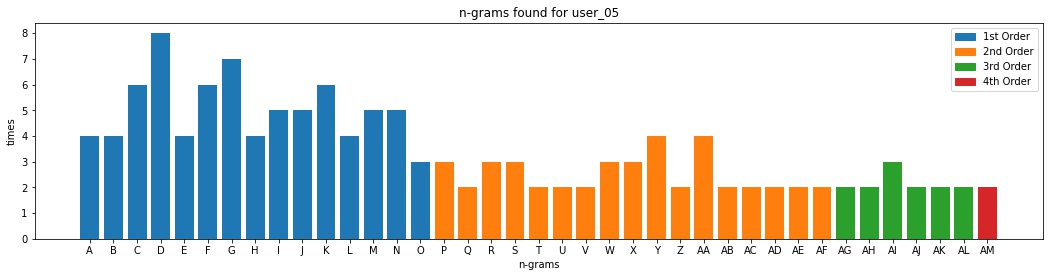 n-grams found for user_05
1st Order
2nd Order
3rd Order
4th Order
times
8
7
6
5
4
3
2
1
0
A B C D E F G H I J K L M N O P Q R S T U V W X Y Z AA AB AC AD AE AF AG AH AI AJ AK AL AM
n-grams